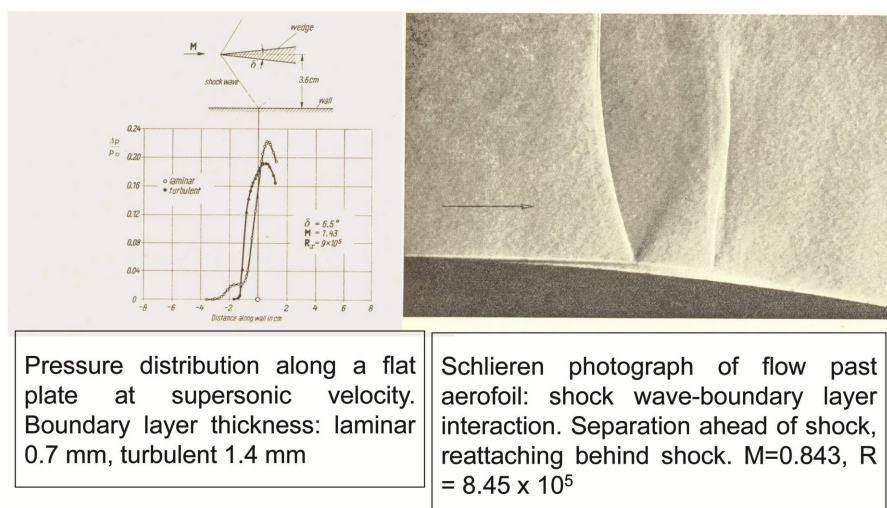 wedge
M
δ
shock wave
3.6cm
wall
Δp
p₀
0.24
0.20
0.16
0.12
0.08
0.04
0
○ laminar
● turbulent
δ = 6.5°
M = 1.43
Rₓ = 9×10⁵
-8 -6 -4 -2 0 2 4 6 8
Distance along wall in cm
Pressure distribution along a flat
plate at supersonic velocity.
Boundary layer thickness: laminar
0.7 mm, turbulent 1.4 mm
Schlieren photograph of flow past
aerofoil: shock wave-boundary layer
interaction. Separation ahead of shock,
reattaching behind shock. M=0.843, R
= 8.45 x 10⁵